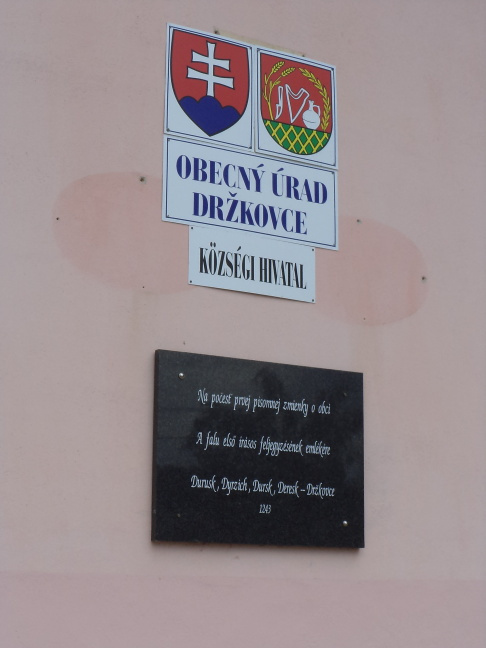 OBECNÝ ÚRAD
DRŽKOVCE
KÖZSÉGI HIVATAL
Na počesť prvej písomnej zmienky o obci
A falu első írásos feljegyzésének emlékére
Durusk, Dyrzich, Dursk, Deresk – Držkovce
1243